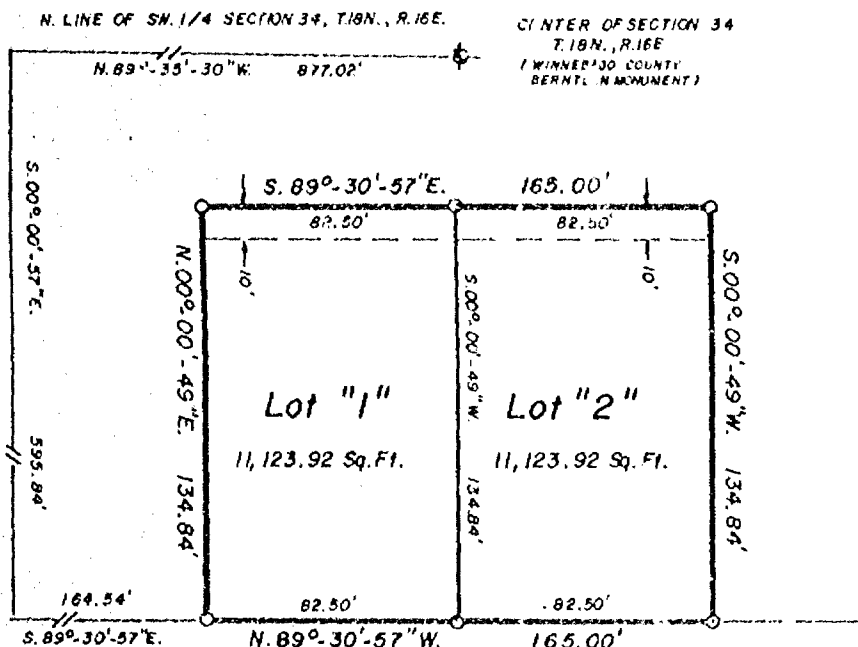 N. LINE OF SW. 1/4 SECTION 34, T.18N., R.16E.
CENTER OF SECTION 34
T.18N., R.16E
(WINNEBAGO COUNTY
MONUMENT)
N.89°-35'-30"W. 877.02'
S.00°-00'-57"E.
595.84'
S.89°-30'-57"E. 165.00'
82.50' 82.50'
10' 10'
N.00°-00'-49"E. 134.84'
S.00°-00'-49"W. 134.84'
S.00°-00'-49"W. 134.84'
Lot "1" Lot "2"
11,123.92 Sq.Ft. 11,123.92 Sq.Ft.
164.54' 82.50' 82.50'
S.89°-30'-57"E. N.89°-30'-57"W. 165.00'